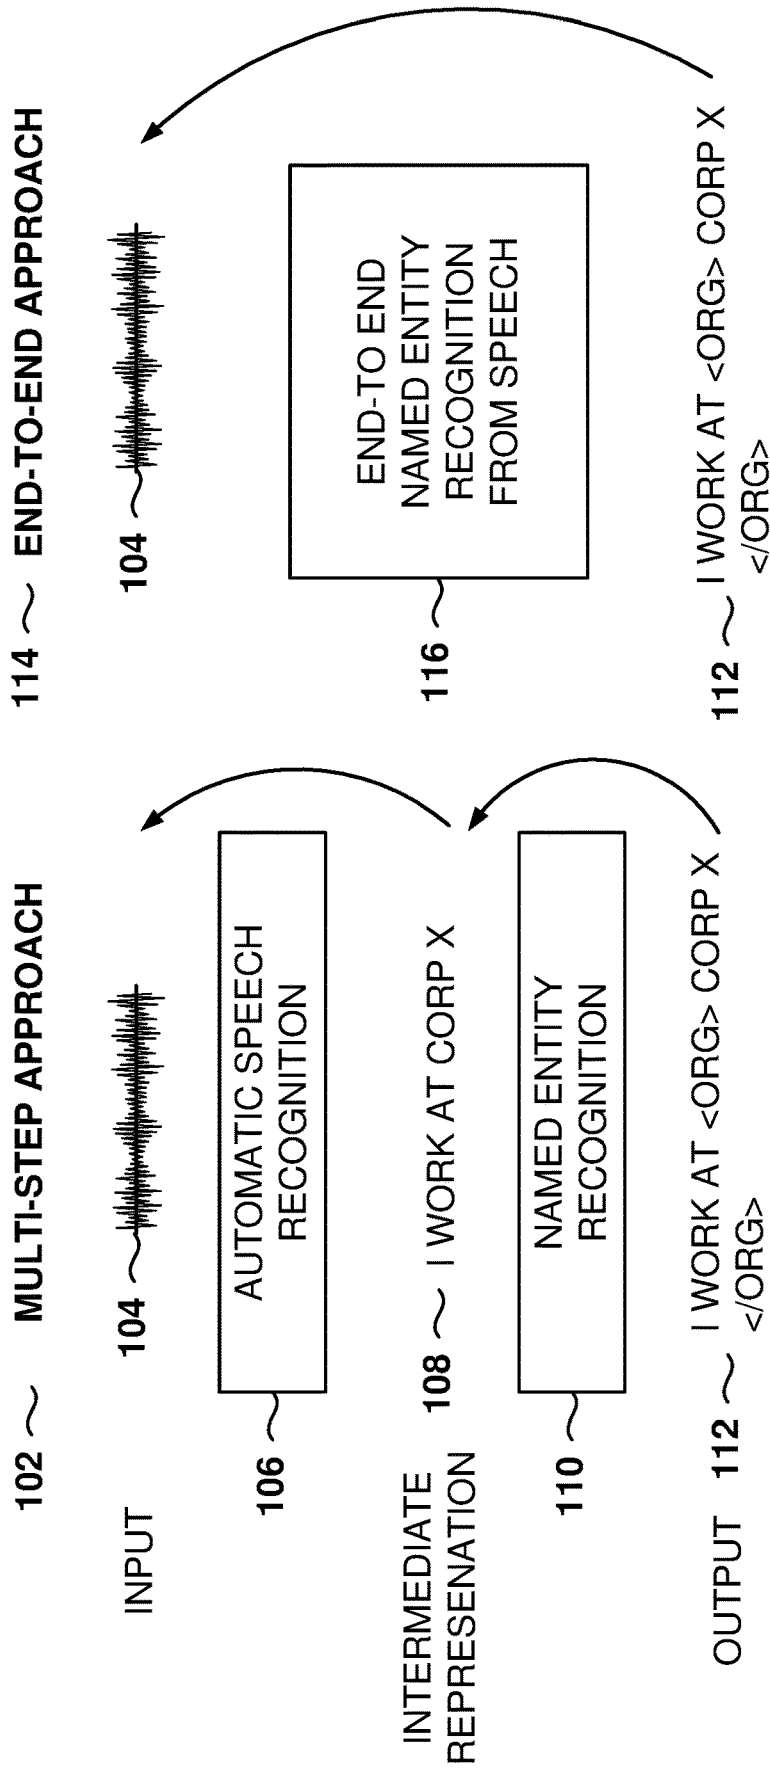 102 MULTI-STEP APPROACH
INPUT
104
106
AUTOMATIC SPEECH
RECOGNITION
INTERMEDIATE
REPRESENATION
108
I WORK AT CORP X
110
NAMED ENTITY
RECOGNITION
OUTPUT
112
I WORK AT <ORG> CORP X
</ORG>
114 END-TO-END APPROACH
104
116
END-TO END
NAMED ENTITY
RECOGNITION
FROM SPEECH
112
I WORK AT <ORG> CORP X
</ORG>